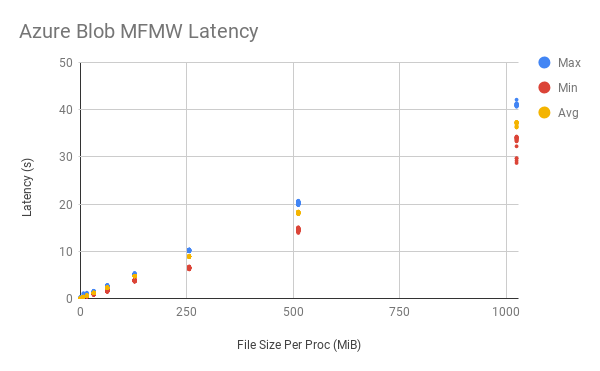 Azure Blob MFMW Latency
50
40
30
20
10
0
Latency (s)
0
250
500
750
1000
File Size Per Proc (MiB)
Max
Min
Avg